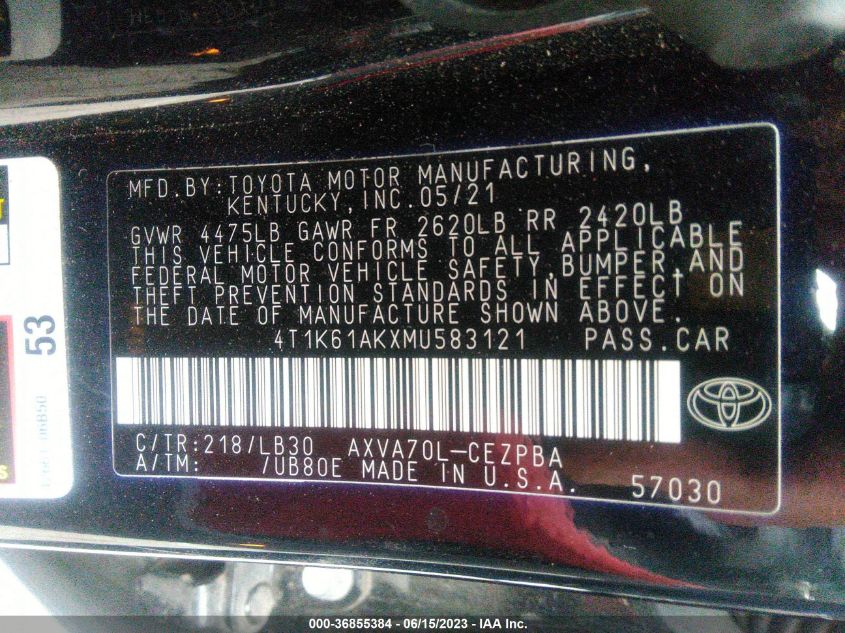 MFD.BY:TOYOTA MOTOR MANUFACTURING,
KENTUCKY,INC.05/21
GVWR 4475LB GAWR FR 2620LB RR 2420LB
THIS VEHICLE CONFORMS TO ALL APPLICABLE
FEDERAL MOTOR VEHICLE SAFETY,BUMPER,AND
THEFT PREVENTION STANDARDS IN EFFECT ON
THE DATE OF MANUFACTURE SHOWN ABOVE.
4T1K61AKXMU583121 PASS.CAR
C/TR:218/LB30 AXVA70L-CEZPBA
A/TM: /UB80E MADE IN U.S.A. 57030
53
000-36855384 - 06/15/2023 - IAA Inc.